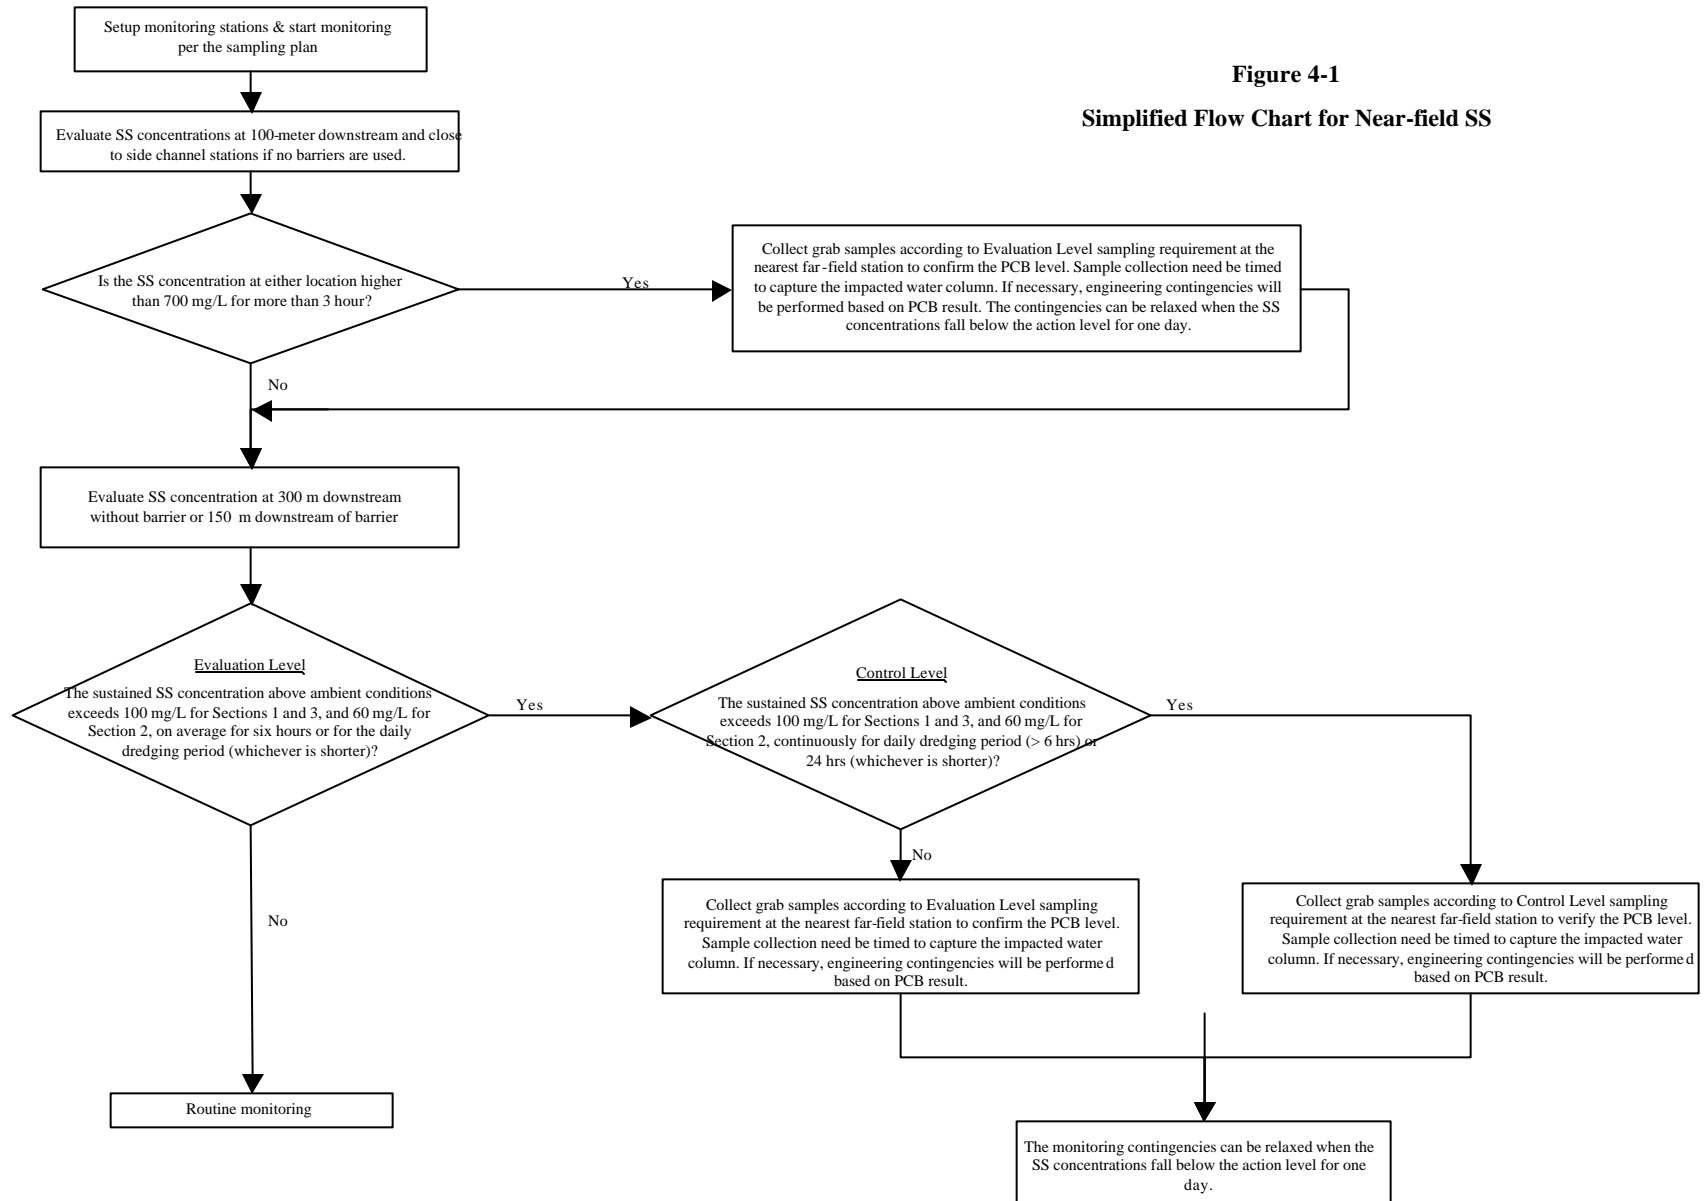 Setup monitoring stations & start monitoring
per the sampling plan
Figure 4-1
Simplified Flow Chart for Near-field SS
Evaluate SS concentrations at 100-meter downstream and close
to side channel stations if no barriers are used.
Is the SS concentration at either location higher
than 700 mg/L for more than 3 hour?
Yes
Collect grab samples according to Evaluation Level sampling requirement at the
nearest far-field station to confirm the PCB level. Sample collection need be timed
to capture the impacted water column. If necessary, engineering contingencies will
be performed based on PCB result. The contingencies can be relaxed when the SS
concentrations fall below the action level for one day.
No
Evaluate SS concentration at 300 m downstream
without barrier or 150 m downstream of barrier
Evaluation Level
The sustained SS concentration above ambient conditions
exceeds 100 mg/L for Sections 1 and 3, and 60 mg/L for
Section 2, on average for six hours or for the daily
dredging period (whichever is shorter)?
Yes
Control Level
The sustained SS concentration above ambient conditions
exceeds 100 mg/L for Sections 1 and 3, and 60 mg/L for
Section 2, continuously for daily dredging period (> 6 hrs) or
24 hrs (whichever is shorter)?
Yes
No
No
Collect grab samples according to Evaluation Level sampling
requirement at the nearest far-field station to confirm the PCB level.
Sample collection need be timed to capture the impacted water
column. If necessary, engineering contingencies will be performed
based on PCB result.
Collect grab samples according to Control Level sampling
requirement at the nearest far-field station to verify the PCB level.
Sample collection need be timed to capture the impacted water
column. If necessary, engineering contingencies will be performed
based on PCB result.
Routine monitoring
The monitoring contingencies can be relaxed when the
SS concentrations fall below the action level for one
day.